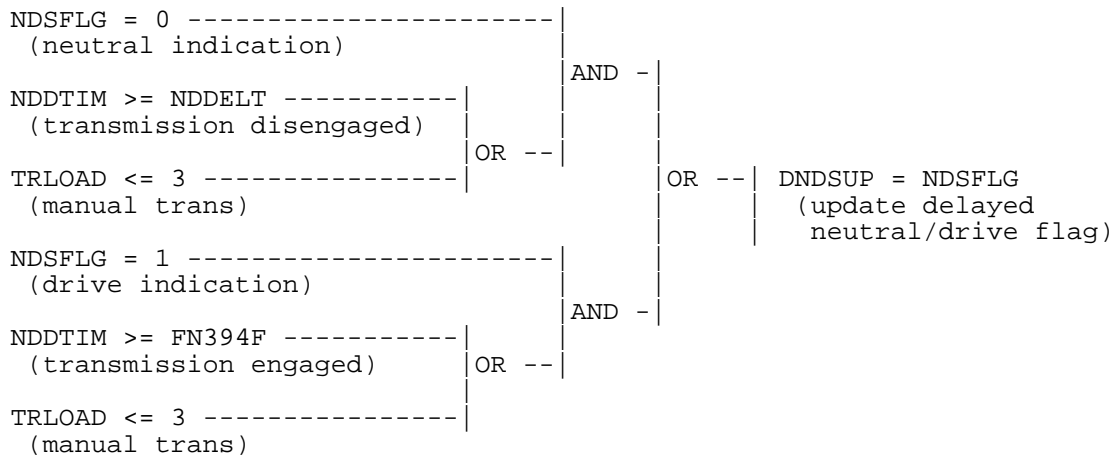 NDSFLG = 0 -----------------------|
(neutral indication) |
|AND -|
NDDTIM >= NDDELT -----------| | |
(transmission disengaged) | | |
|OR --| |
TRLOAD <= 3 ----------------| |OR --| DNDSUP = NDSFLG
(manual trans) | | (update delayed
| | neutral/drive flag)
NDSFLG = 1 -----------------------| |
(drive indication) | |
|AND -|
NDDTIM >= FN394F -----------| |
(transmission engaged) |OR --|
|
TRLOAD <= 3 ----------------|
(manual trans)